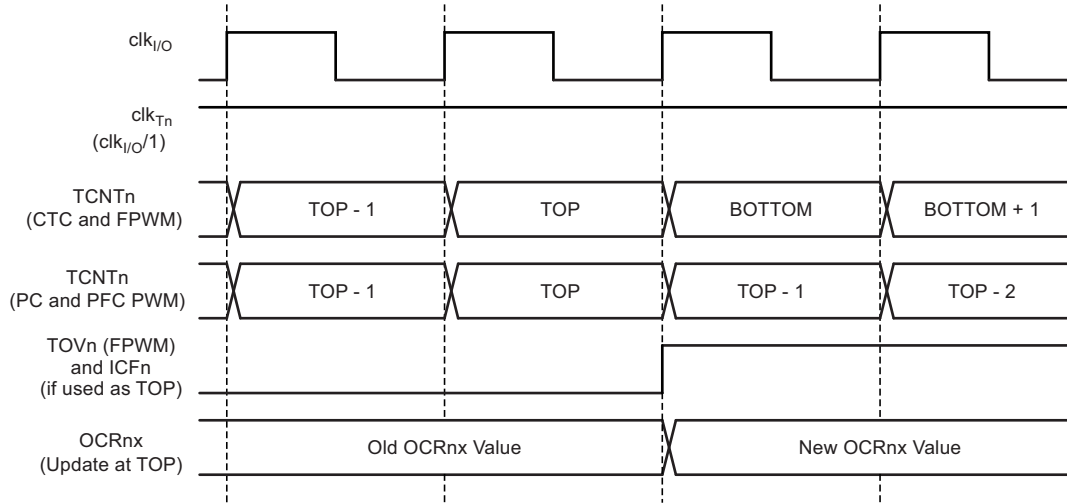 clkI/O
clkTn
(clkI/O/1)
TCNTn
(CTC and FPWM)
TOP - 1
TOP
BOTTOM
BOTTOM + 1
TCNTn
(PC and PFC PWM)
TOP - 1
TOP
TOP - 1
TOP - 2
TOVn (FPWM)
and ICFn
(if used as TOP)
OCRnx
(Update at TOP)
Old OCRnx Value
New OCRnx Value